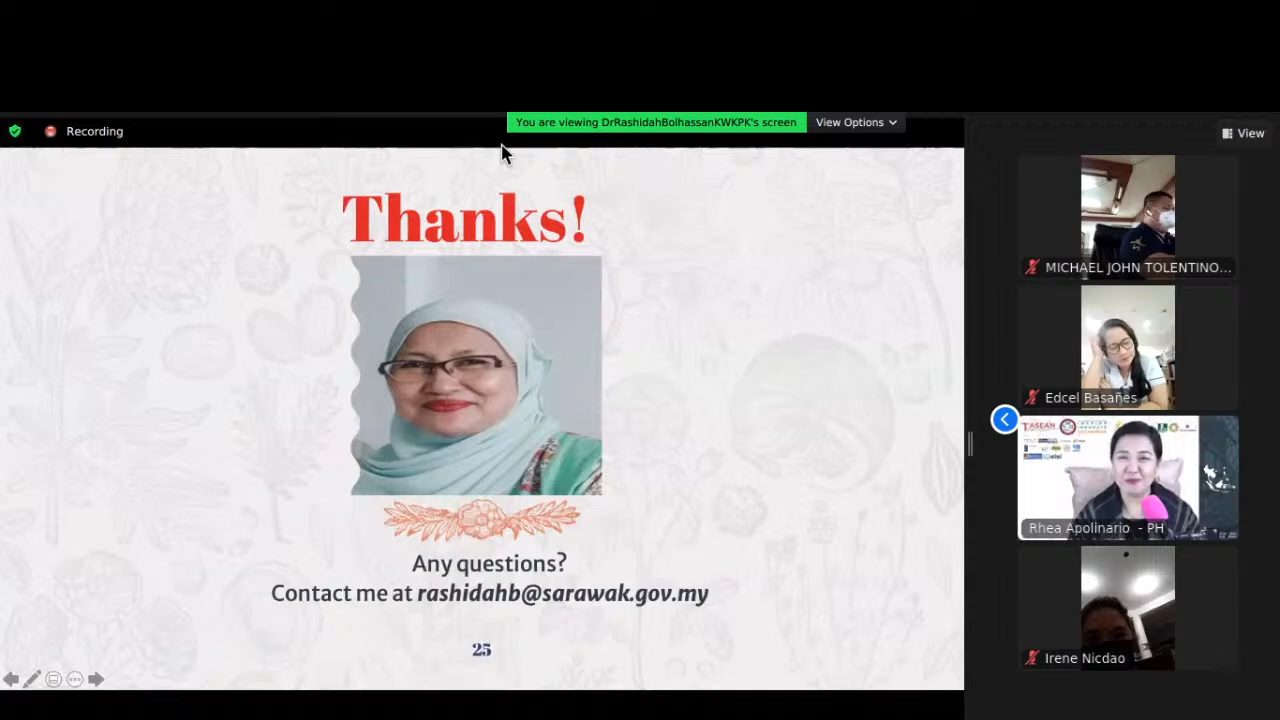 Recording
You are viewing DrRashidahBolhassanKWKPK's screen
View Options
View
Thanks!
Any questions?
Contact me at rashidahb@sarawak.gov.my
25
MICHAEL JOHN TOLENTINO...
Edcel Basañes
ASEAN
Rhea Apolinario - PH
Irene Nicdao